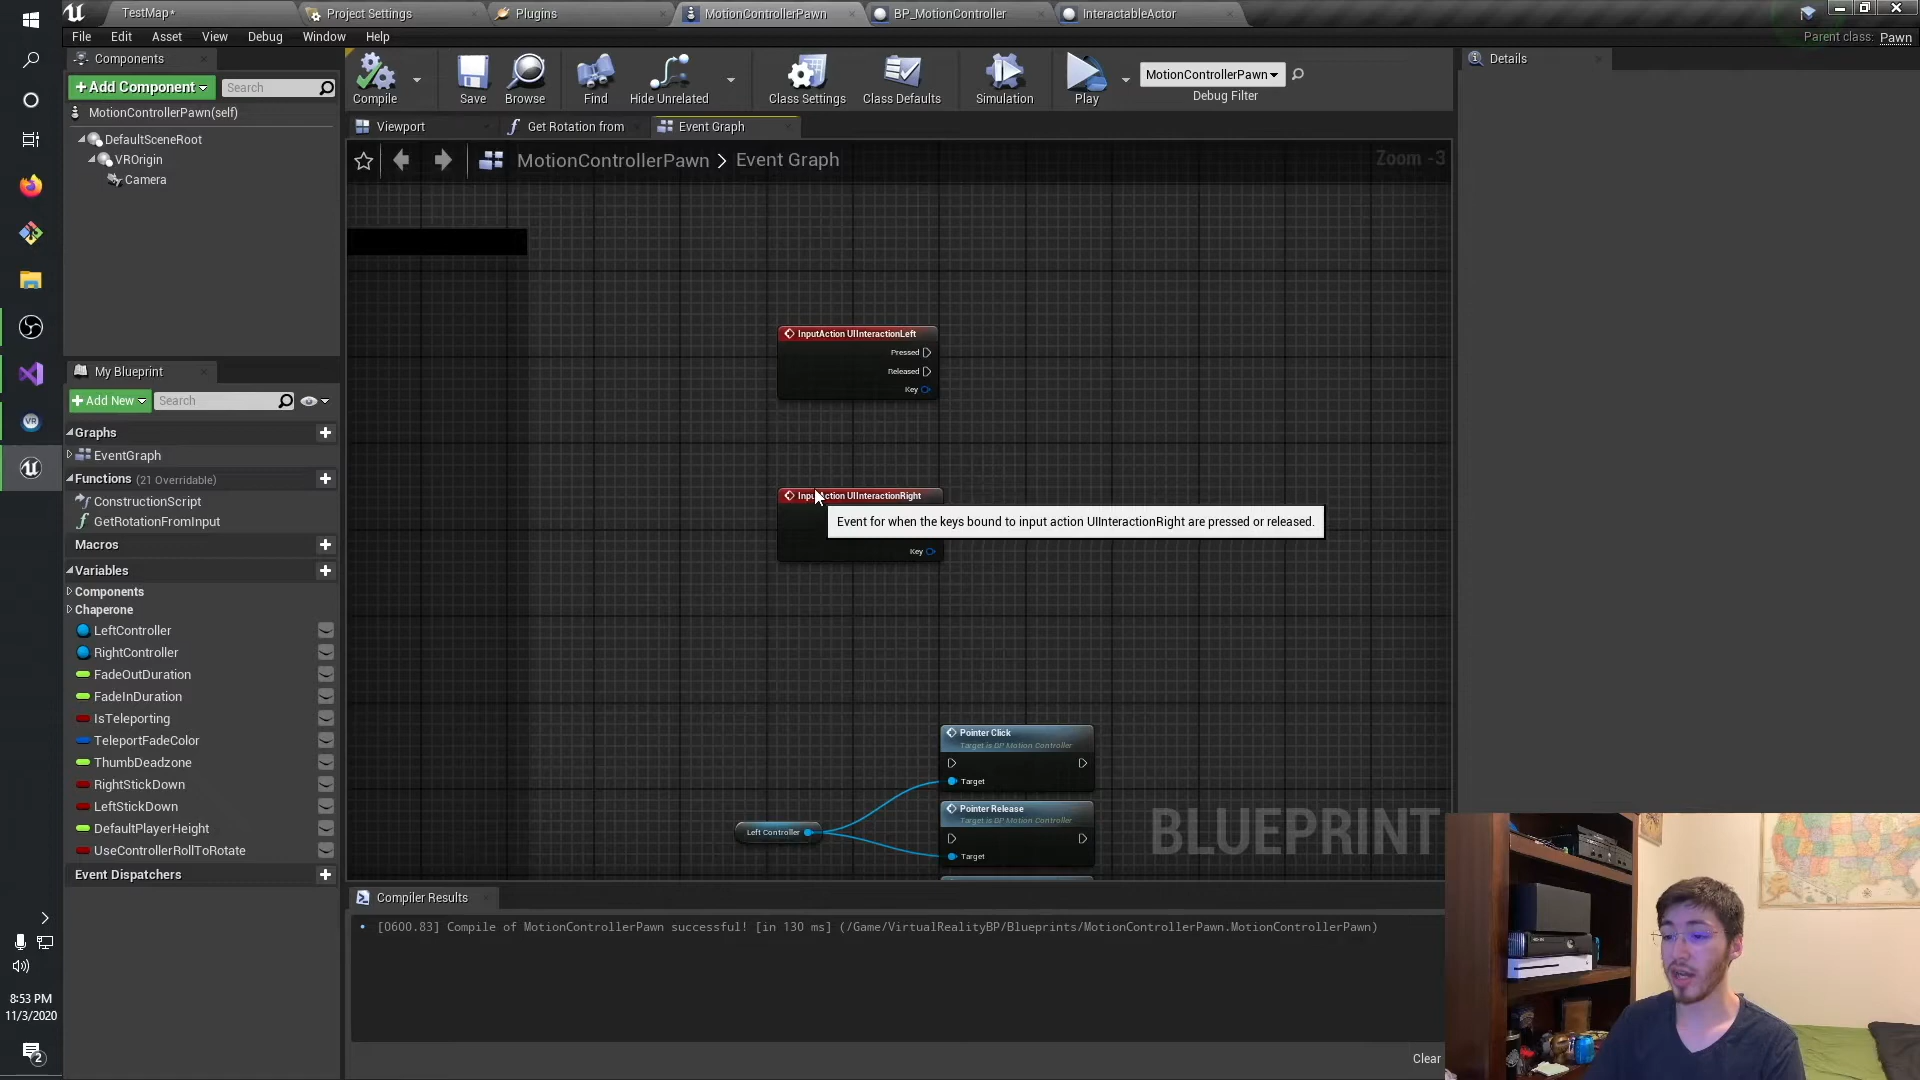 TestMap*
Project Settings
Plugins
MotionControllerPawn
BP_MotionController
InteractableActor
File
Edit
Asset
View
Debug
Window
Help
Parent class: Pawn
Components
+Add Component
Search
MotionControllerPawn(self)
DefaultSceneRoot
VROrigin
Camera
Compile
Save
Browse
Find
Hide Unrelated
Class Settings
Class Defaults
Simulation
Play
MotionControllerPawn
Debug Filter
Details
Viewport
Get Rotation from
Event Graph
MotionControllerPawn > Event Graph
Zoom -3
InputAction UIInteractionLeft
Pressed
Released
Key
InputAction UIInteractionRight
Event for when the keys bound to input action UIInteractionRight are pressed or released.
Key
Pointer Click
Target is BP Motion Controller
Target
Pointer Release
Target is BP Motion Controller
Target
Left Controller
BLUEPRINT
My Blueprint
+Add New
Search
Graphs
EventGraph
Functions (21 Overridable)
ConstructionScript
GetRotationFromInput
Macros
Variables
Components
Chaperone
LeftController
RightController
FadeOutDuration
FadeInDuration
IsTeleporting
TeleportFadeColor
ThumbDeadzone
RightStickDown
LeftStickDown
DefaultPlayerHeight
UseControllerRollToRotate
Event Dispatchers
Compiler Results
[0600.83] Compile of MotionControllerPawn successful! [in 130 ms] (/Game/VirtualRealityBP/Blueprints/MotionControllerPawn.MotionControllerPawn)
Clear
8:53 PM
11/3/2020
2